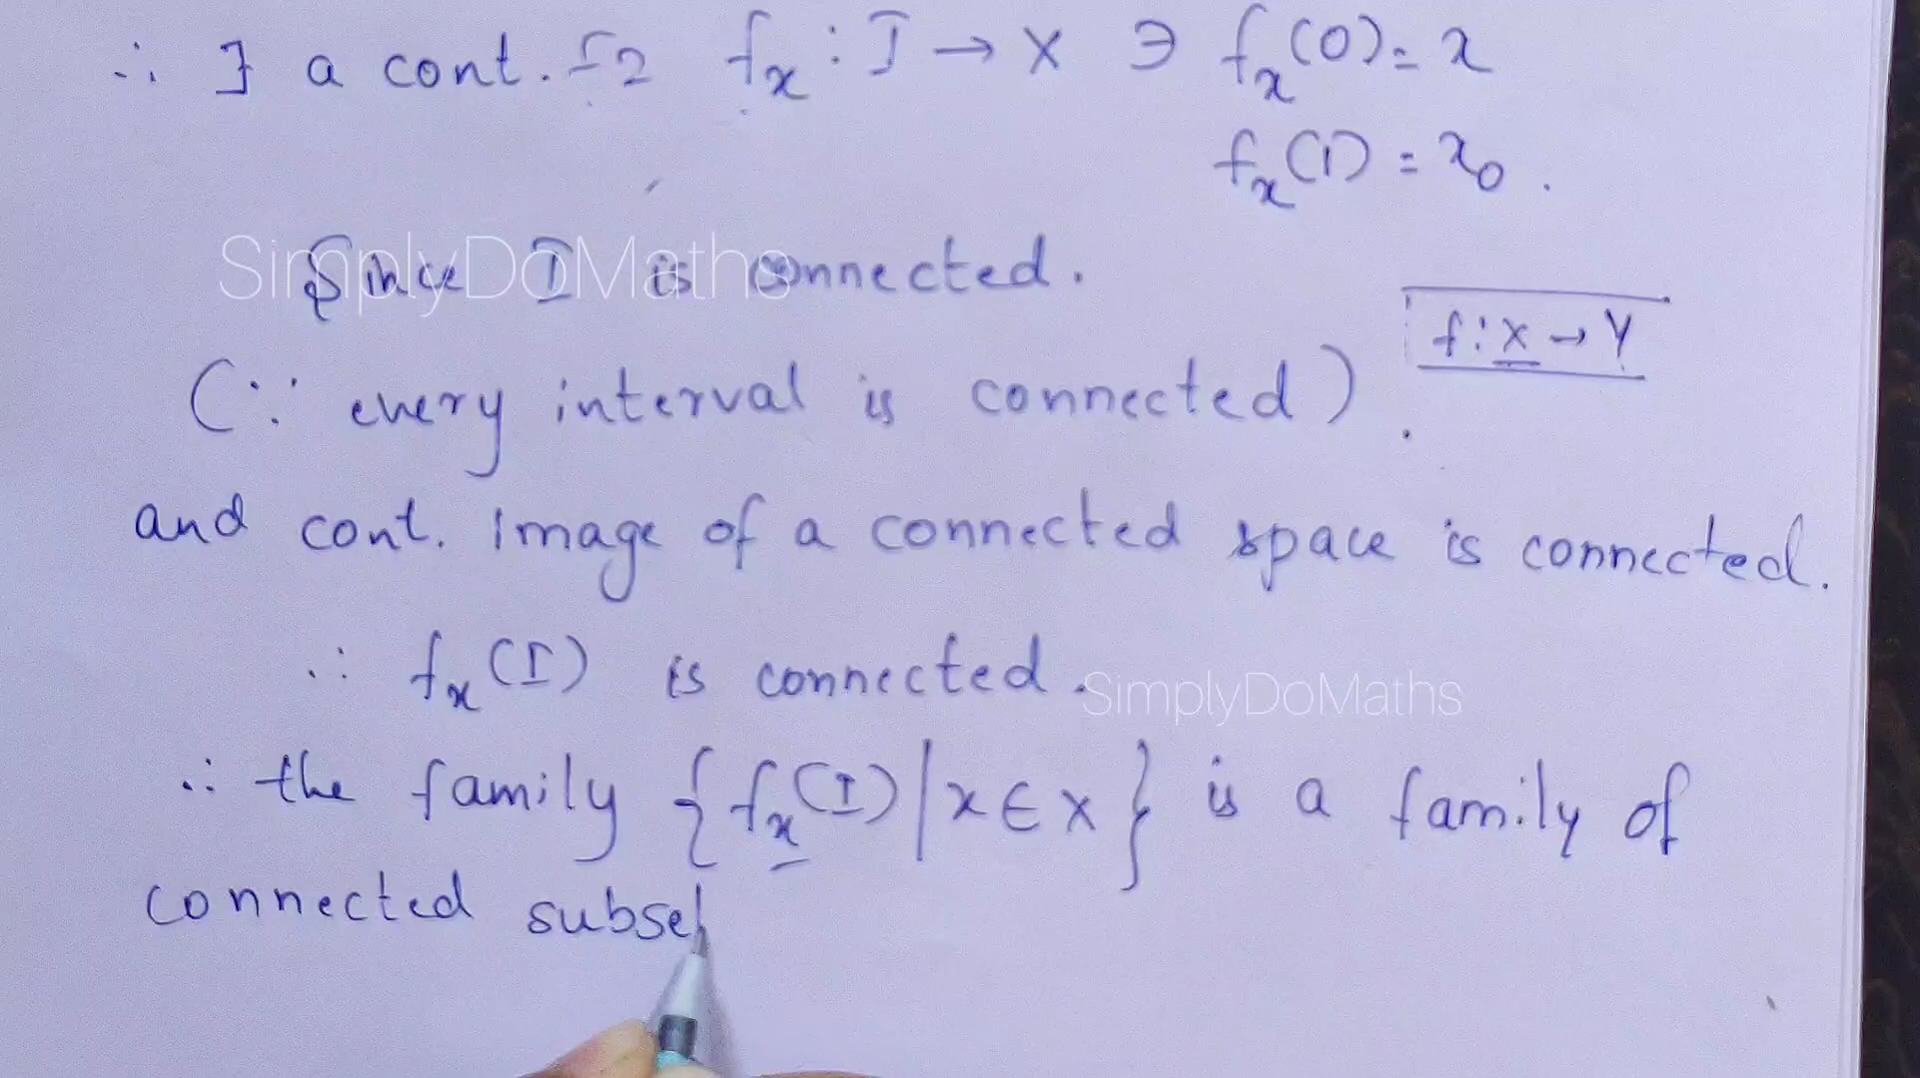 ∴ ∃ a cont. fn fₓ : I → X ∋ fₓ(0) = x
fₓ(1) = x₀ .
Since I is connected.
SimplyDoMaths
f : X → Y
(∵ every interval is connected) .
and cont. image of a connected space is connected.
∴ fₓ(I) is connected.
SimplyDoMaths
∴ the family {fₓ(I) | x ∈ X} is a family of
connected subset